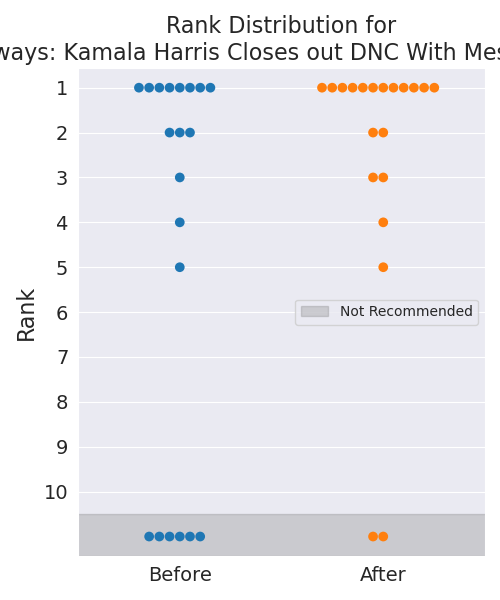 Rank Distribution for
ways: Kamala Harris Closes out DNC With
1
2
3
4
5
6
7
8
9
10
Rank
Not Recommended
Before
After